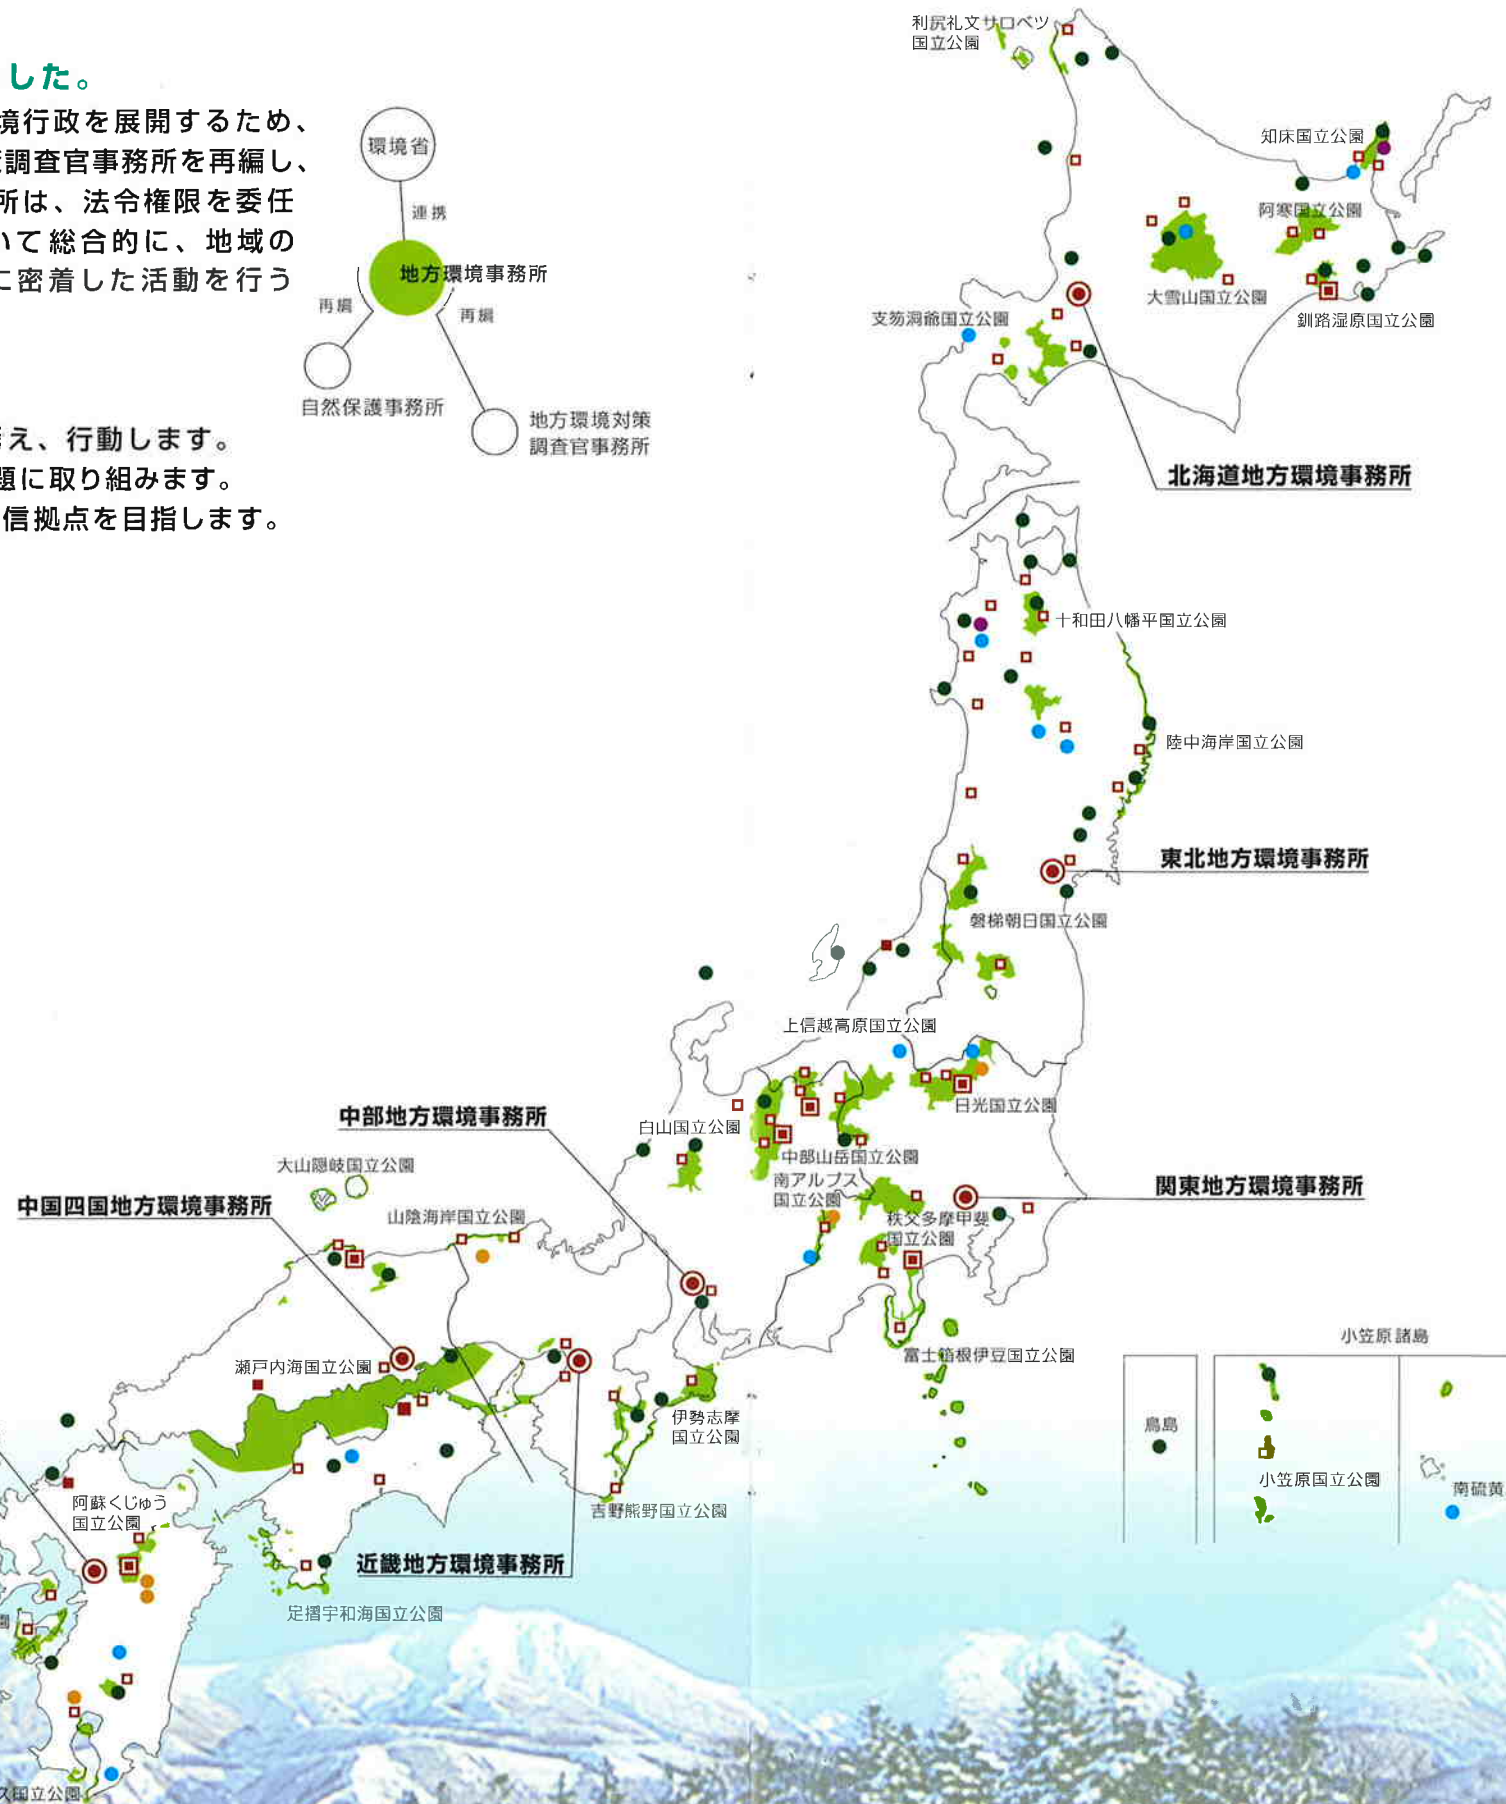 した。
境行政を展開するため、
調査官事務所を再編し、
所は、法令権限を委任
いて総合的に、地域の
に密着した活動を行う
え、行動します。
題に取り組みます。
信拠点を目指します。
環境省
連携
地方環境事務所
再編
再編
自然保護事務所
地方環境対策
調査官事務所
利尻礼文サロベツ
国立公園
知床国立公園
阿寒国立公園
大雪山国立公園
釧路湿原国立公園
支笏洞爺国立公園
北海道地方環境事務所
十和田八幡平国立公園
陸中海岸国立公園
東北地方環境事務所
磐梯朝日国立公園
上信越高原国立公園
日光国立公園
中部地方環境事務所
白山国立公園
中部山岳国立公園
大山隠岐国立公園
南アルプス
国立公園
関東地方環境事務所
中国四国地方環境事務所
山陰海岸国立公園
秩父多摩甲斐
国立公園
小笠原諸島
富士箱根伊豆国立公園
瀬戸内海国立公園
伊勢志摩
国立公園
鳥島
小笠原国立公園
南硫黄
阿蘇くじゅう
国立公園
吉野熊野国立公園
近畿地方環境事務所
足摺宇和海国立公園
園
久国立公園